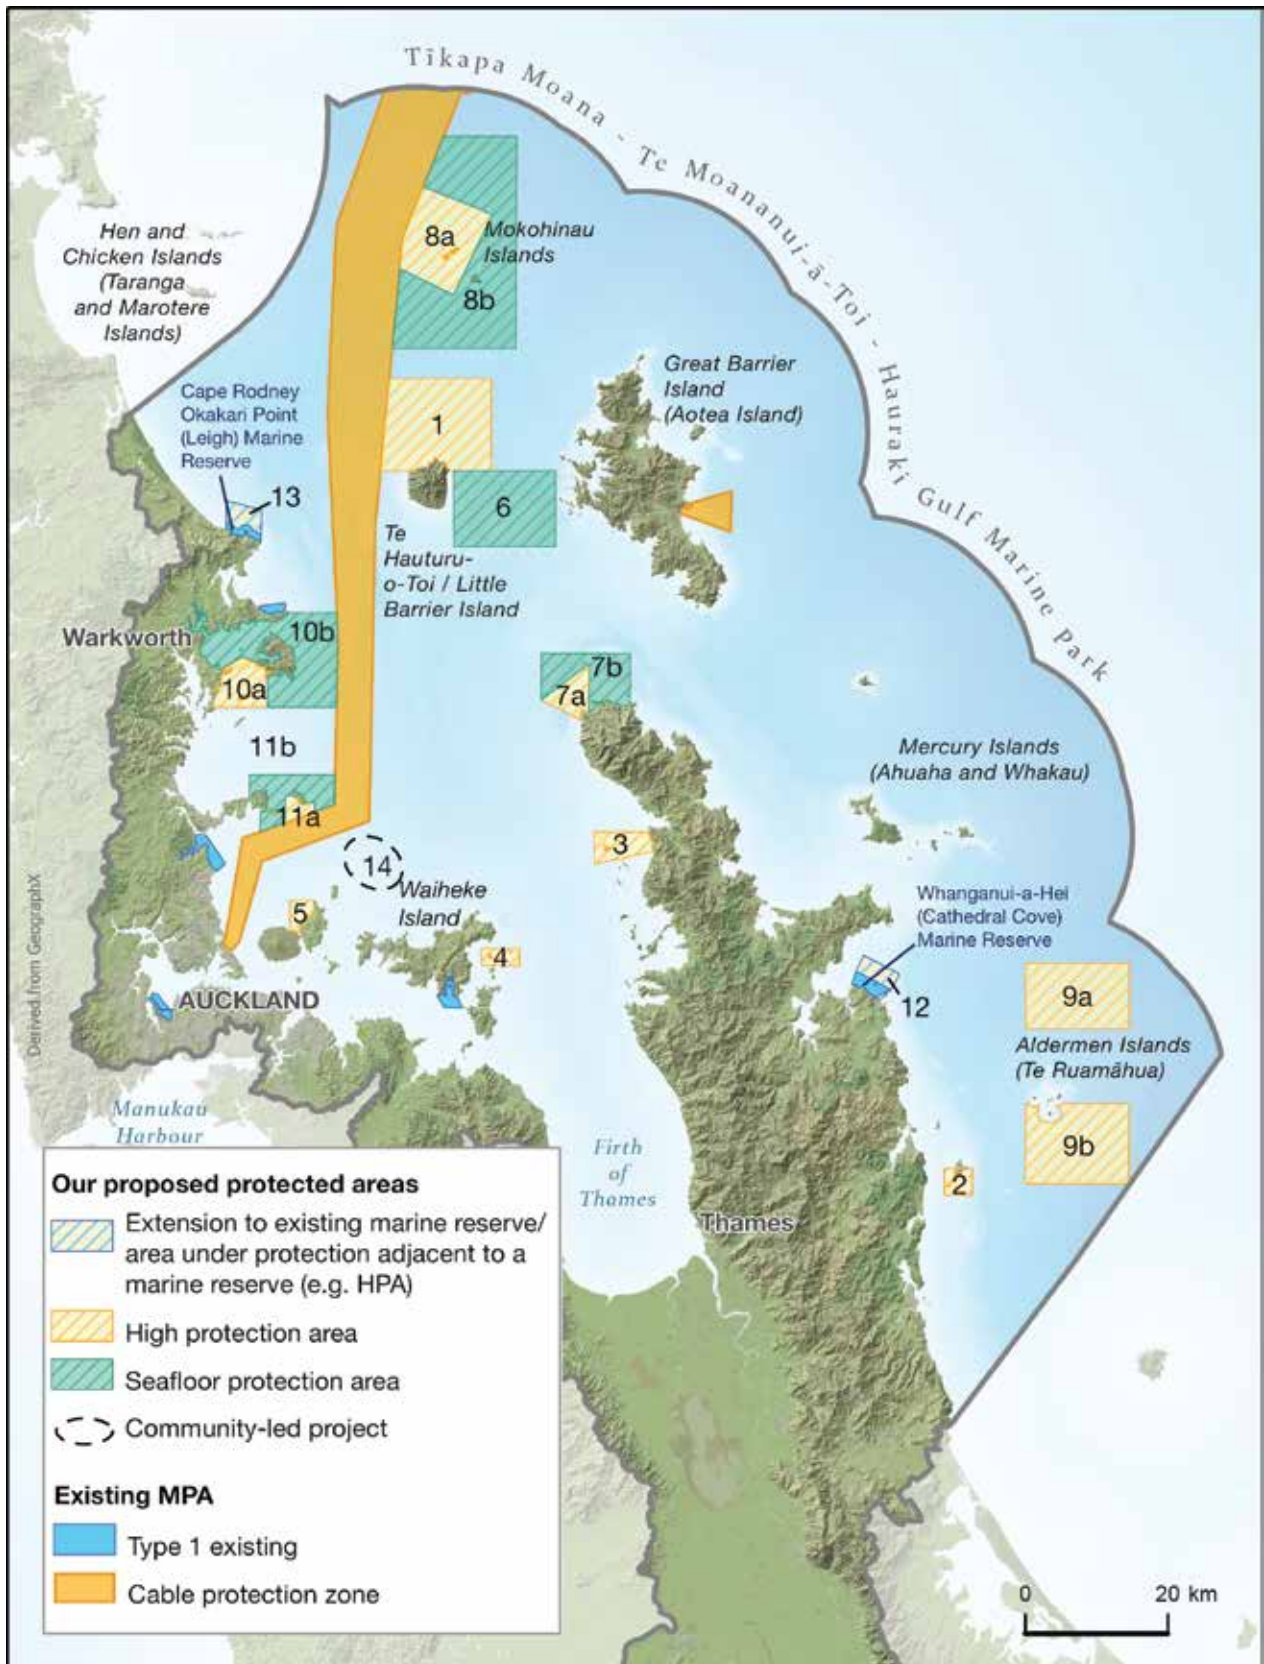 Tīkapa Moana - Te Moananui-ā-Toi - Hauraki Gulf Marine Park
Hen and
Chicken Islands
(Taranga
and Marotere
Islands)
8a
Mokohinau
Islands
8b
Great Barrier
Island
(Aotea Island)
Cape Rodney
Okakari Point
(Leigh) Marine
Reserve
1
13
6
Te
Hauturu-
o-Toi / Little
Barrier Island
Warkworth
10b
10a
7b
7a
11b
Mercury Islands
(Ahuaha and Whakau)
11a
3
14
Waiheke
Island
Whanganui-a-Hei
(Cathedral Cove)
Marine Reserve
5
4
12
9a
AUCKLAND
Aldermen Islands
(Te Ruamāhua)
Derived from GeographX
Manukau
Harbour
Firth
of
Thames
9b
2
Thames
Our proposed protected areas
Extension to existing marine reserve/
area under protection adjacent to a
marine reserve (e.g. HPA)
High protection area
Seafloor protection area
Community-led project
Existing MPA
Type 1 existing
Cable protection zone
0 20 km